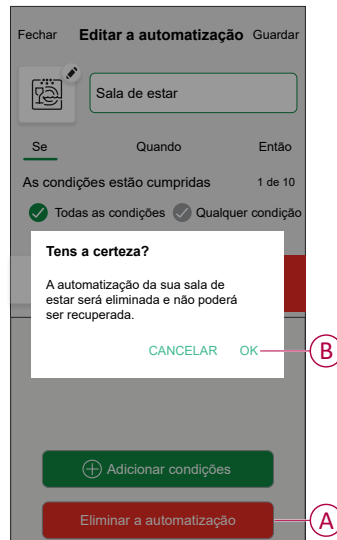 Fechar Editar a automatização Guardar
Sala de estar
Se Quando Então
As condições estão cumpridas 1 de 10
Todas as condições Qualquer condição
Tens a certeza?
A automatização da sua sala de
estar será eliminada e não poderá
ser recuperada.
CANCELAR OK
B
Adicionar condições
Eliminar a automatização
A